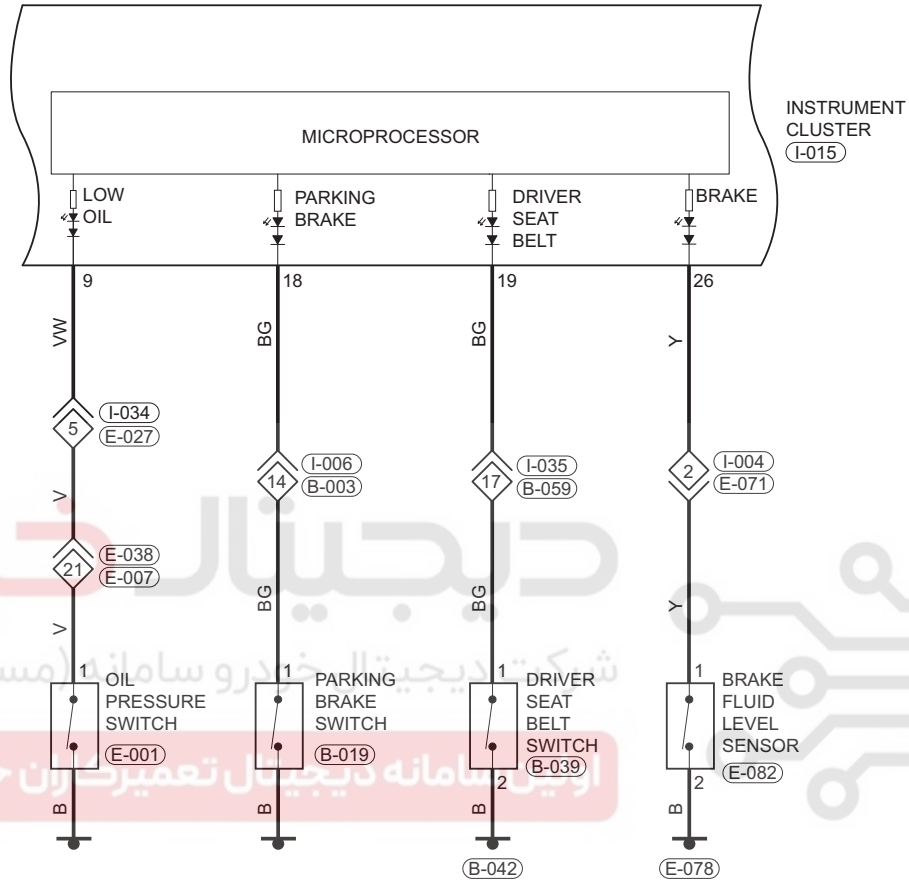 MICROPROCESSOR
INSTRUMENT
CLUSTER
I-015
LOW
OIL
PARKING
BRAKE
DRIVER
SEAT
BELT
BRAKE
9
18
19
26
VW
BG
BG
Y
5
I-034
E-027
14
I-006
B-003
17
I-035
B-059
2
I-004
E-071
V
21
E-038
E-007
دیجیتال خ
V
BG
BG
Y
شرکت دیجیتال خودرو سامانه (مس
1
OIL
PRESSURE
SWITCH
E-001
1
PARKING
BRAKE
SWITCH
B-019
1
DRIVER
SEAT
BELT
SWITCH
B-039
2
1
BRAKE
FLUID
LEVEL
SENSOR
E-082
2
اولین سامانه دیجیتال تعمیرکاران
B
B
B
B
B-042
E-078